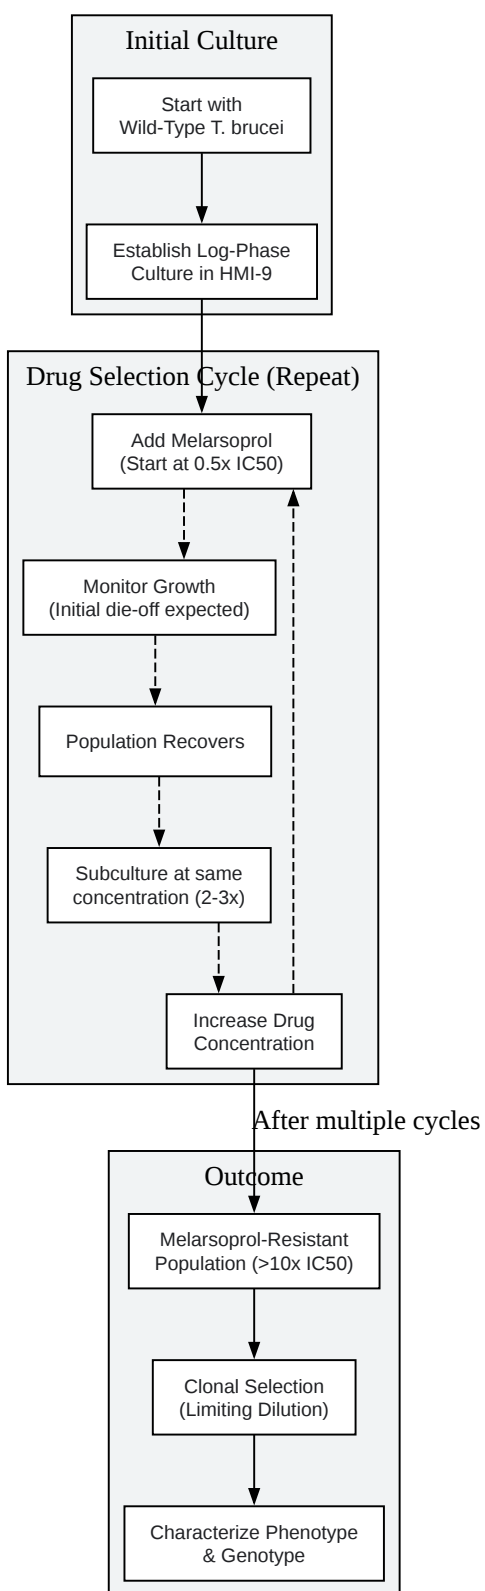 Initial Culture
Start with
Wild-Type T. brucei
Establish Log-Phase
Culture in HMI-9
Drug Selection Cycle (Repeat)
Add Melarsoprol
(Start at 0.5x IC50)
Monitor Growth
(Initial die-off expected)
Population Recovers
Subculture at same
concentration (2-3x)
Increase Drug
Concentration
After multiple cycles
Outcome
Melarsoprol-Resistant
Population (>10x IC50)
Clonal Selection
(Limiting Dilution)
Characterize Phenotype
& Genotype